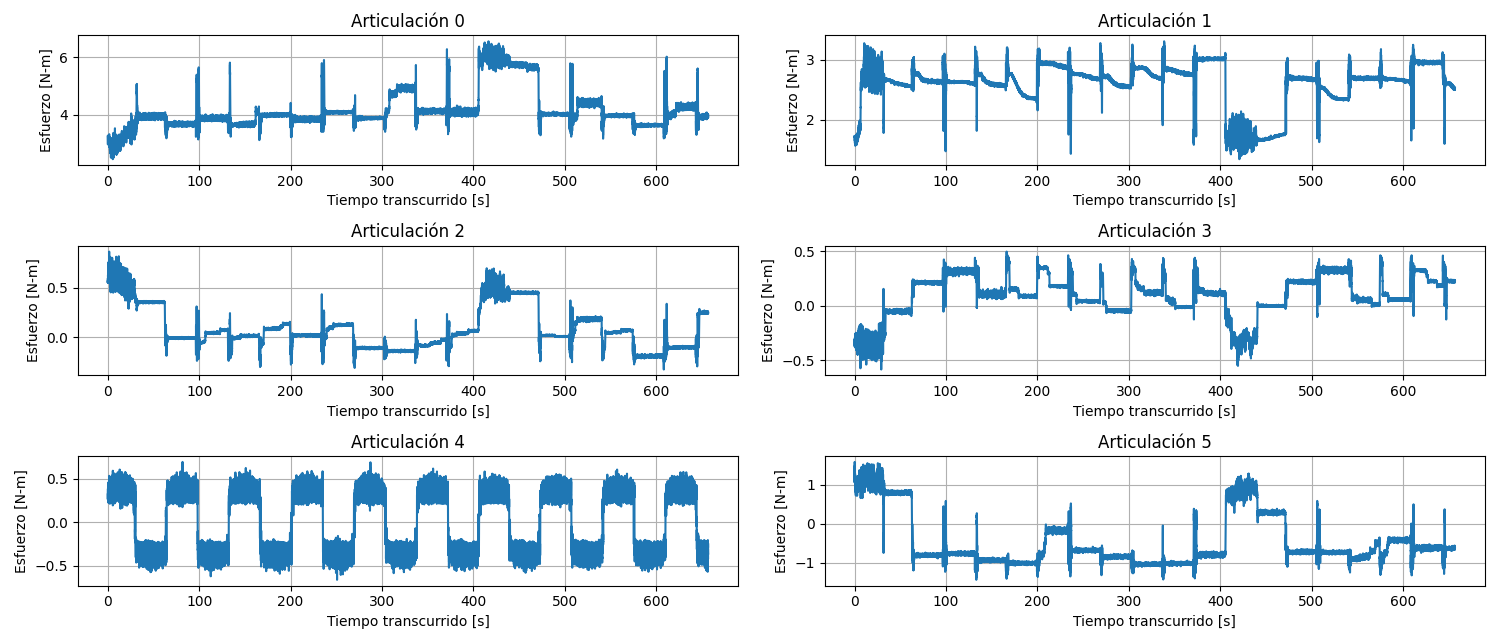 Articulación 0
Esfuerzo [N-m]
6
4
0 100 200 300 400 500 600
Tiempo transcurrido [s]
Articulación 1
Esfuerzo [N-m]
3
2
0 100 200 300 400 500 600
Tiempo transcurrido [s]
Articulación 2
Esfuerzo [N-m]
0.5
0.0
0 100 200 300 400 500 600
Tiempo transcurrido [s]
Articulación 3
Esfuerzo [N-m]
0.5
0.0
−0.5
0 100 200 300 400 500 600
Tiempo transcurrido [s]
Articulación 4
Esfuerzo [N-m]
0.5
0.0
−0.5
0 100 200 300 400 500 600
Tiempo transcurrido [s]
Articulación 5
Esfuerzo [N-m]
1
0
−1
0 100 200 300 400 500 600
Tiempo transcurrido [s]